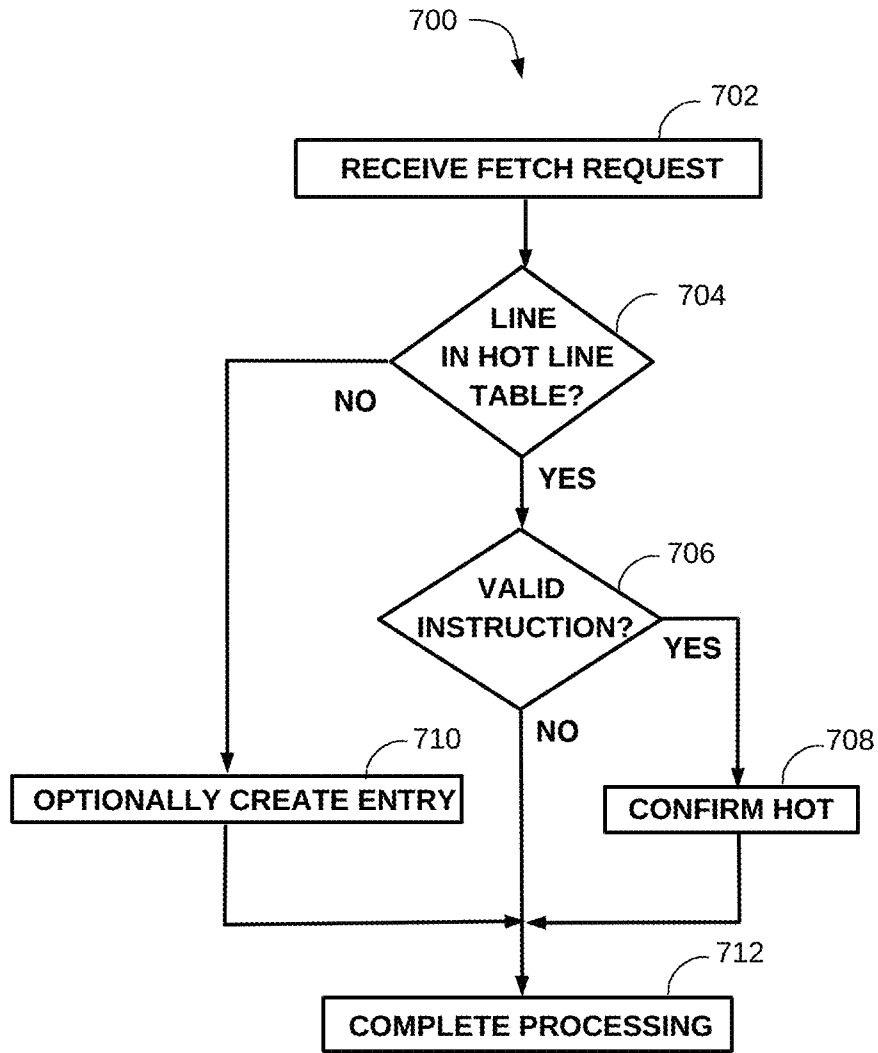 700
702
RECEIVE FETCH REQUEST
704
LINE
IN HOT LINE
TABLE?
NO
YES
706
VALID
INSTRUCTION?
YES
NO
710
708
OPTIONALLY CREATE ENTRY
CONFIRM HOT
712
COMPLETE PROCESSING